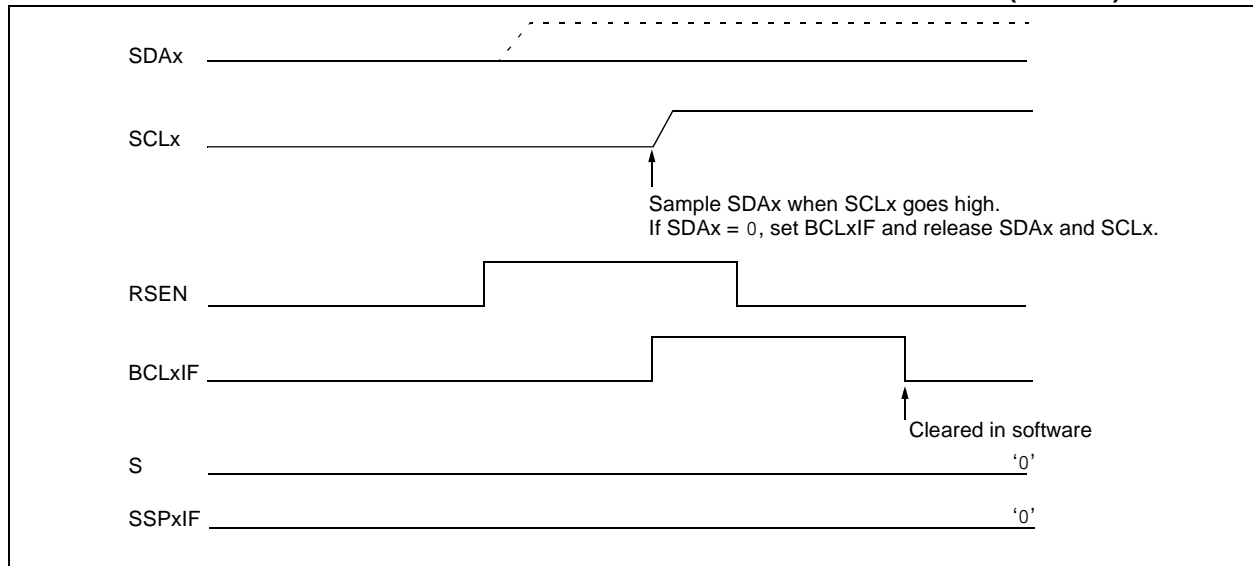 SDAx
SCLx
Sample SDAx when SCLx goes high.
If SDAx = 0, set BCLxIF and release SDAx and SCLx.
RSEN
BCLxIF
Cleared in software
S
‘0’
SSPxIF
‘0’